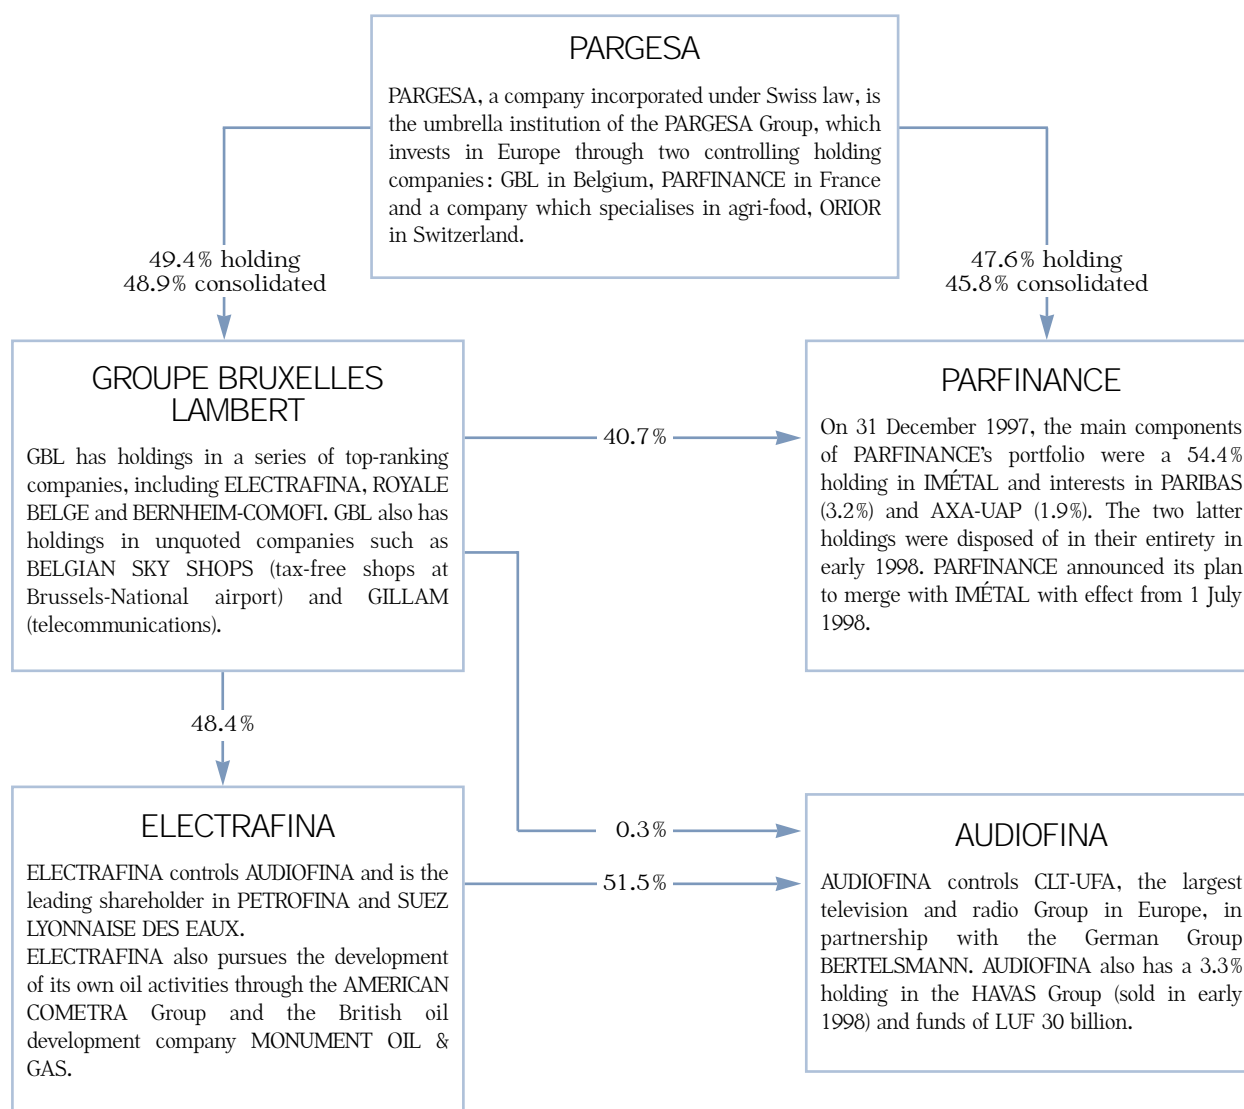 PARGESA
PARGESA, a company incorporated under Swiss law, is
the umbrella institution of the PARGESA Group, which
invests in Europe through two controlling holding
companies: GBL in Belgium, PARFINANCE in France
and a company which specialises in agri-food, ORIOR
in Switzerland.
49.4% holding
48.9% consolidated
47.6% holding
45.8% consolidated
GROUPE BRUXELLES
LAMBERT
GBL has holdings in a series of top-ranking
companies, including ELECTRAFINA, ROYALE
BELGE and BERNHEIM-COMOFI. GBL also has
holdings in unquoted companies such as
BELGIAN SKY SHOPS (tax-free shops at
Brussels-National airport) and GILLAM
(telecommunications).
40.7%
PARFINANCE
On 31 December 1997, the main components
of PARFINANCE's portfolio were a 54.4%
holding in IMÉTAL and interests in PARIBAS
(3.2%) and AXA-UAP (1.9%). The two latter
holdings were disposed of in their entirety in
early 1998. PARFINANCE announced its plan
to merge with IMÉTAL with effect from 1 July
1998.
48.4%
ELECTRAFINA
ELECTRAFINA controls AUDIOFINA and is the
leading shareholder in PETROFINA and SUEZ
LYONNAISE DES EAUX.
ELECTRAFINA also pursues the development
of its own oil activities through the AMERICAN
COMETRA Group and the British oil
development company MONUMENT OIL &
GAS.
0.3%
51.5%
AUDIOFINA
AUDIOFINA controls CLT-UFA, the largest
television and radio Group in Europe, in
partnership with the German Group
BERTELSMANN. AUDIOFINA also has a 3.3%
holding in the HAVAS Group (sold in early
1998) and funds of LUF 30 billion.